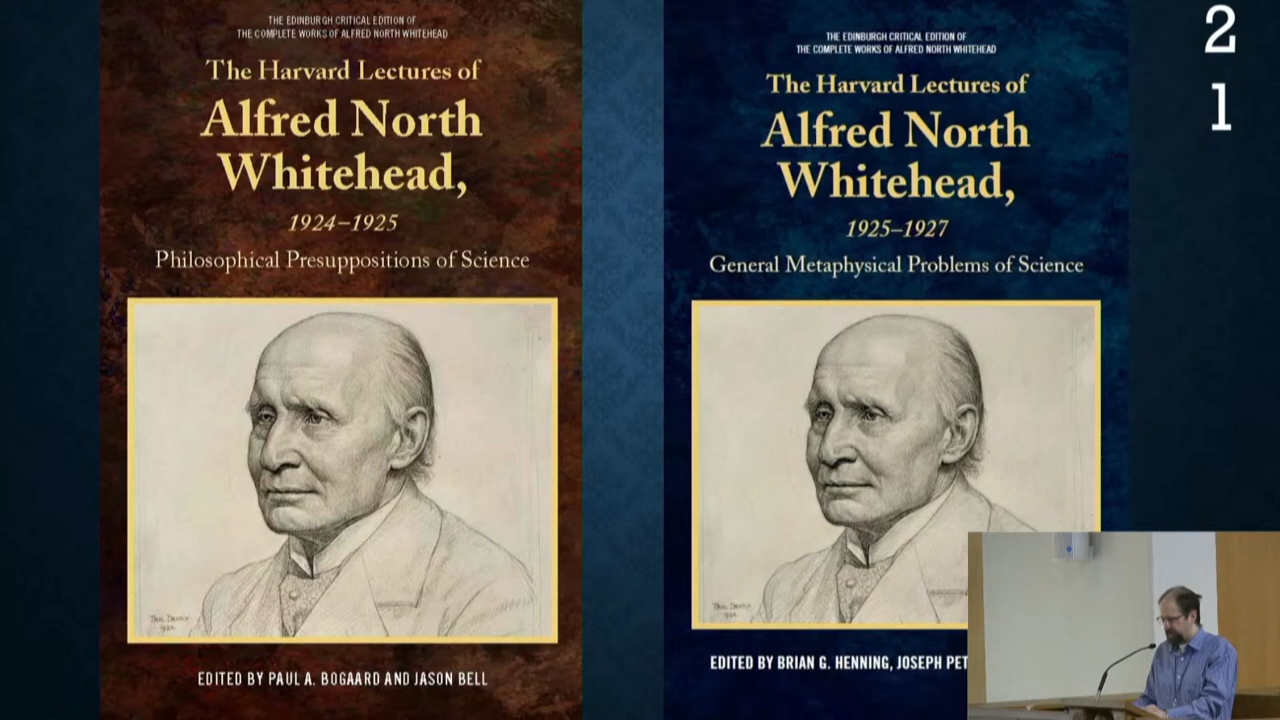 THE EDINBURGH CRITICAL EDITION OF
THE COMPLETE WORKS OF ALFRED NORTH WHITEHEAD
The Harvard Lectures of
Alfred North
Whitehead,
1924–1925
Philosophical Presuppositions of Science
EDITED BY PAUL A. BOGAARD AND JASON BELL
THE EDINBURGH CRITICAL EDITION OF
THE COMPLETE WORKS OF ALFRED NORTH WHITEHEAD
The Harvard Lectures of
Alfred North
Whitehead,
1925–1927
General Metaphysical Problems of Science
EDITED BY BRIAN G. HENNING, JOSEPH PET
2
1